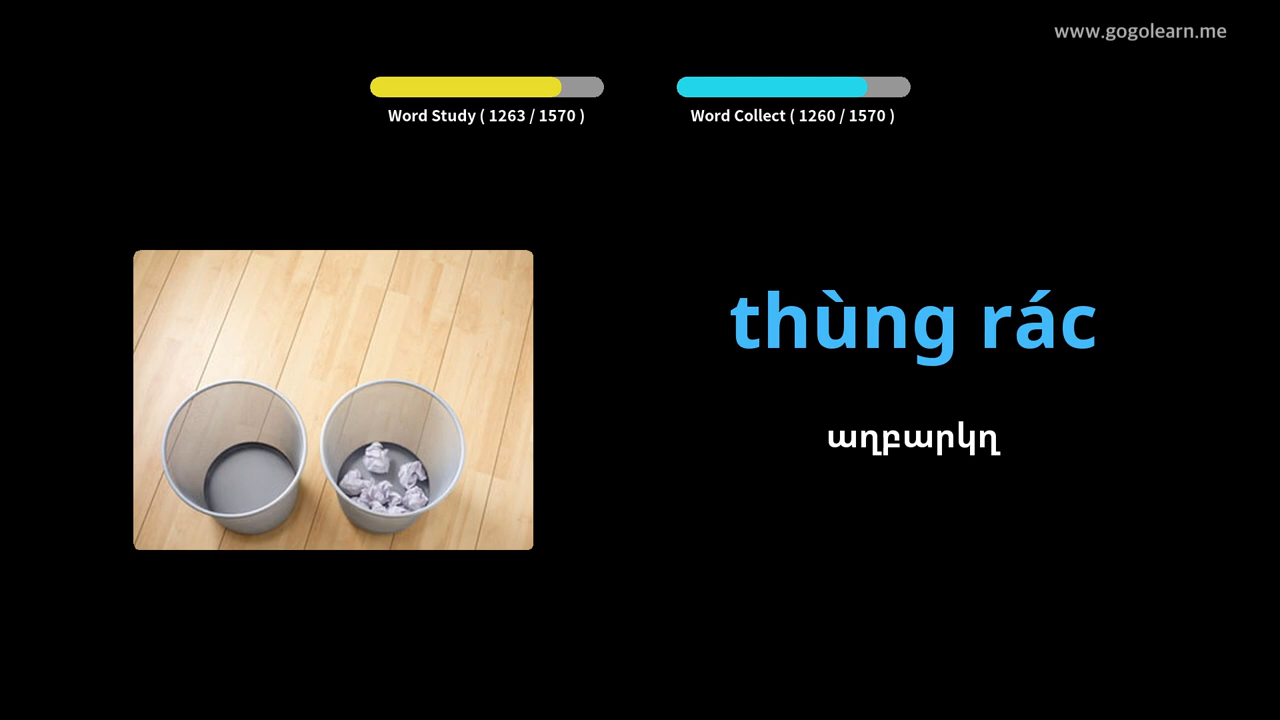 www.gogolearn.me
Word Study ( 1263 / 1570 )
Word Collect ( 1260 / 1570 )
thùng rác
աղբարկղ